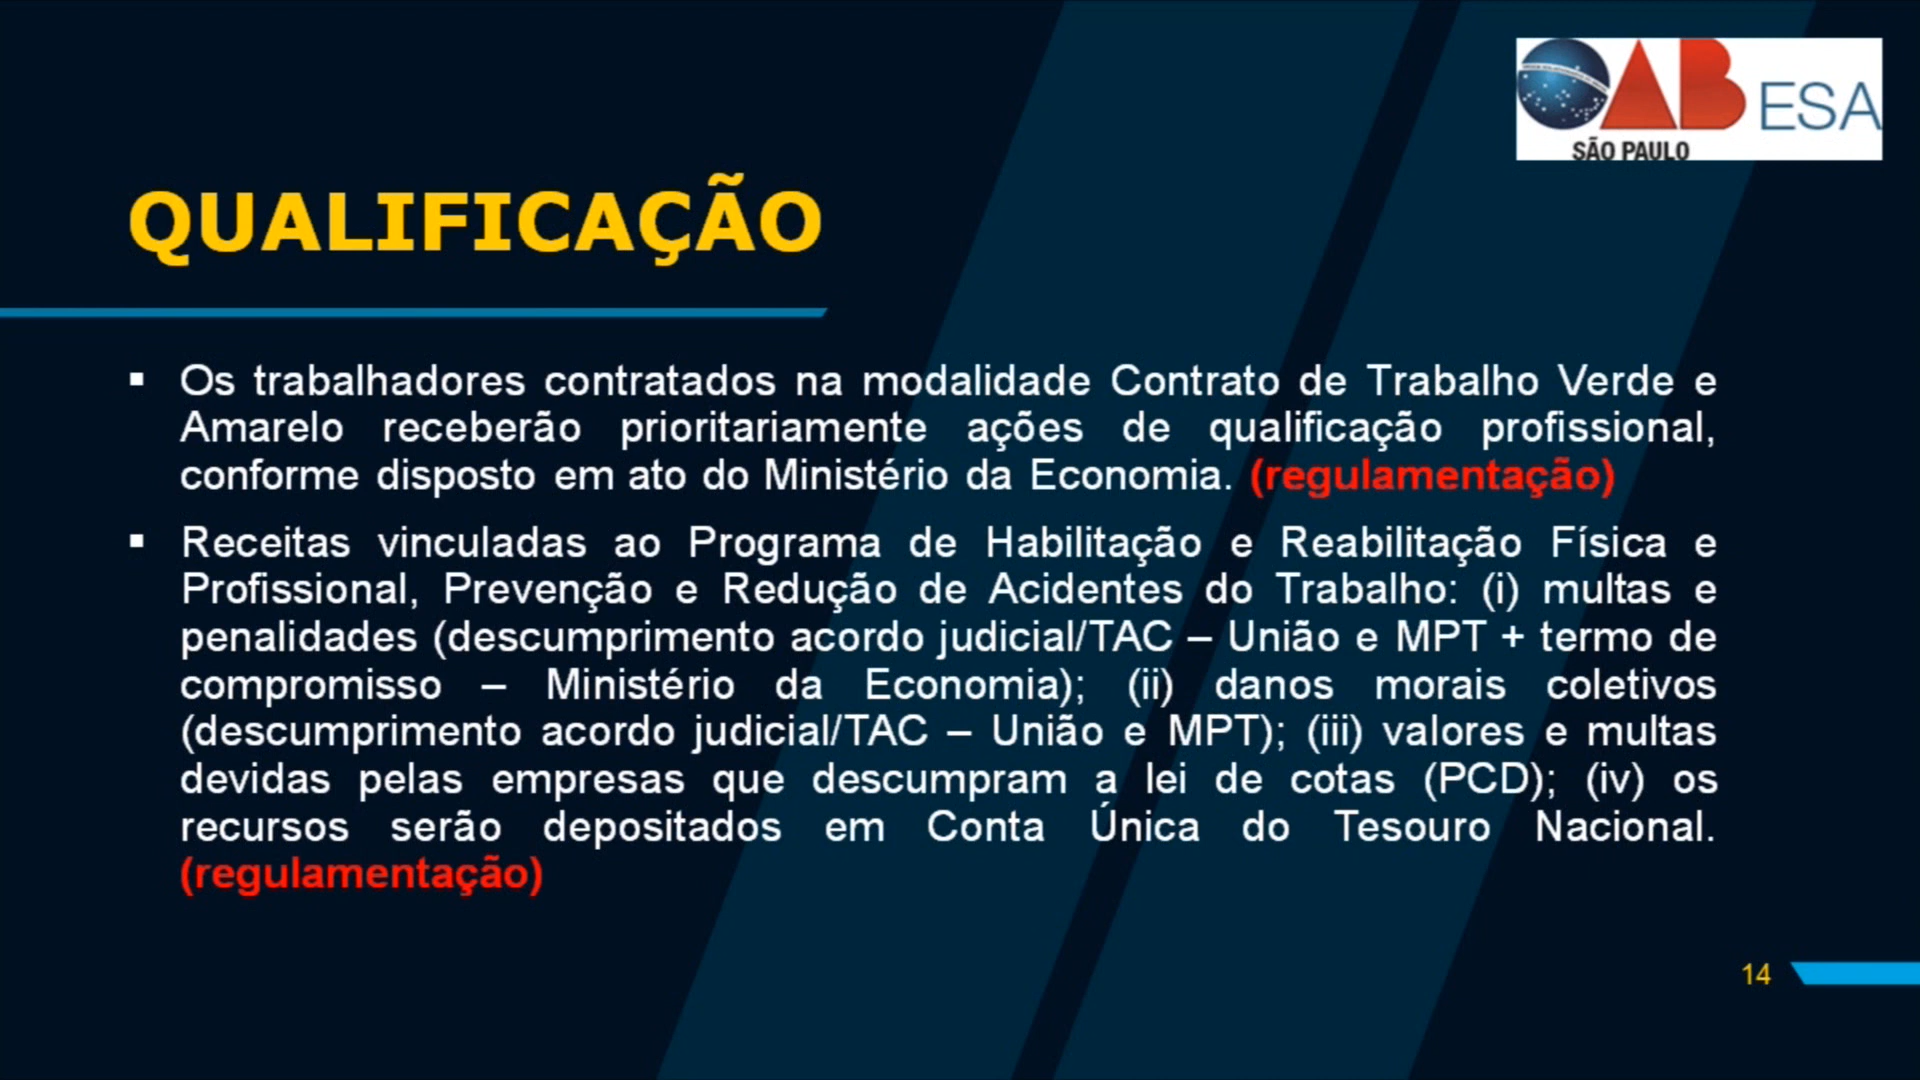 OAB ESA
SÃO PAULO
QUALIFICAÇÃO
▪ Os trabalhadores contratados na modalidade Contrato de Trabalho Verde e
Amarelo receberão prioritariamente ações de qualificação profissional,
conforme disposto em ato do Ministério da Economia. (regulamentação)
▪ Receitas vinculadas ao Programa de Habilitação e Reabilitação Física e
Profissional, Prevenção e Redução de Acidentes do Trabalho: (i) multas e
penalidades (descumprimento acordo judicial/TAC – União e MPT + termo de
compromisso – Ministério da Economia); (ii) danos morais coletivos
(descumprimento acordo judicial/TAC – União e MPT); (iii) valores e multas
devidas pelas empresas que descumpram a lei de cotas (PCD); (iv) os
recursos serão depositados em Conta Única do Tesouro Nacional.
(regulamentação)
14